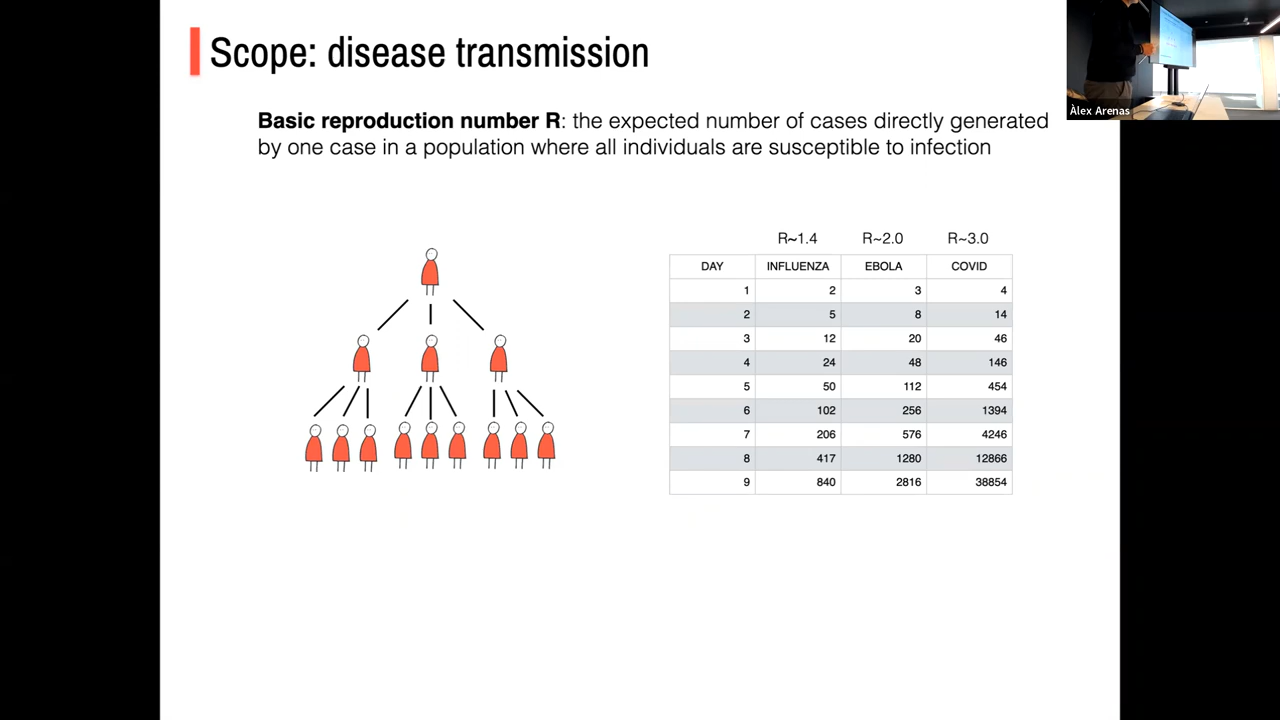 Scope: disease transmission
Àlex Arenas
Basic reproduction number R: the expected number of cases directly generated
by one case in a population where all individuals are susceptible to infection
R~1.4 R~2.0 R~3.0
DAY INFLUENZA EBOLA COVID
1 2 3 4
2 5 8 14
3 12 20 46
4 24 48 146
5 50 112 454
6 102 256 1394
7 206 576 4246
8 417 1280 12866
9 840 2816 38854